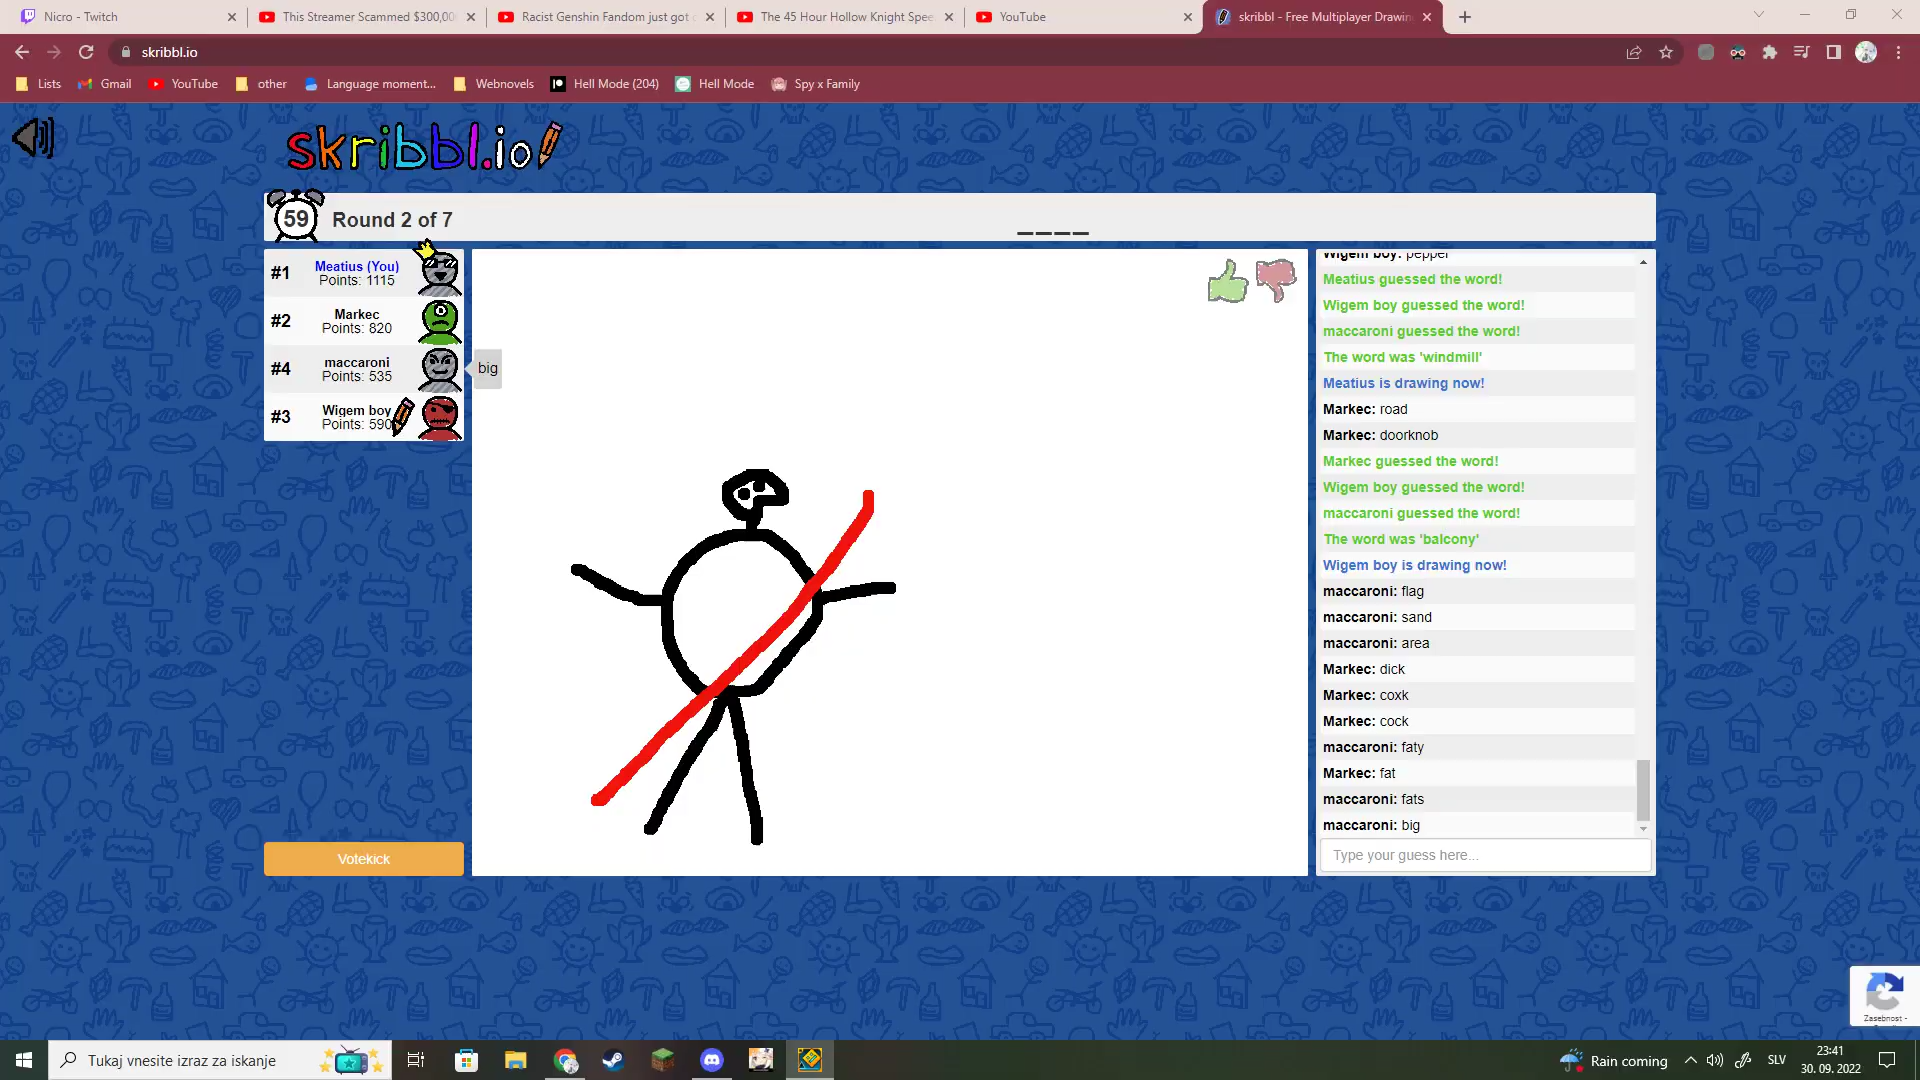 Nicro - Twitch
This Streamer Scammed $300,00
Racist Genshin Fandom just got c
The 45 Hour Hollow Knight Spee
YouTube
skribbl - Free Multiplayer Drawin
skribbl.io
Lists
Gmail
YouTube
other
Language moment...
Webnovels
Hell Mode (204)
Hell Mode
Spy x Family
skribbl.io
59
Round 2 of 7
_ _ _ _
#1
Meatius (You)
Points: 1115
#2
Markec
Points: 820
#4
maccaroni
Points: 535
big
#3
Wigem boy
Points: 590
Votekick
Wigem boy: pepper
Meatius guessed the word!
Wigem boy guessed the word!
maccaroni guessed the word!
The word was 'windmill'
Meatius is drawing now!
Markec: road
Markec: doorknob
Markec guessed the word!
Wigem boy guessed the word!
maccaroni guessed the word!
The word was 'balcony'
Wigem boy is drawing now!
maccaroni: flag
maccaroni: sand
maccaroni: area
Markec: dick
Markec: coxk
Markec: cock
maccaroni: faty
Markec: fat
maccaroni: fats
maccaroni: big
Type your guess here...
Zasebnost -
Tukaj vnesite izraz za iskanje
Rain coming
SLV
23:41
30. 09. 2022